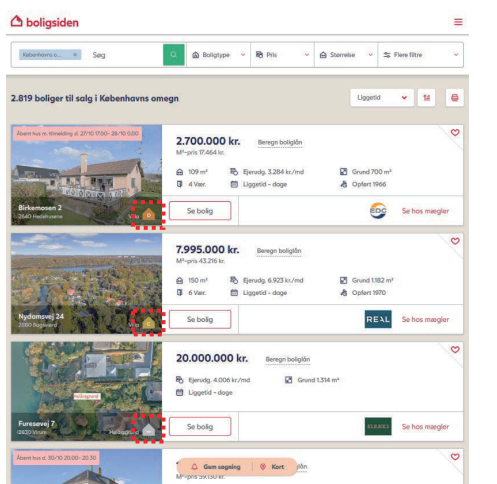 boligsiden
Københavns o... × Søg Boligtype Pris Størrelse Flere filtre
2.819 boliger til salg i Københavns omegn Liggetid
Åbent hus m. tilmelding d. 27/10 17:00-
2.700.000 kr. Beregn boliglån
M²-pris 17.464 kr.
109 m² Ejerudg. 3.284 kr./md Grund 700 m²
4 Vær. Liggetid - dage Opført 1966
Birkemosen 2
2640 Hedehusene Villa D
Se bolig EDC Se hos mægler
7.995.000 kr. Beregn boliglån
M²-pris 43.216 kr.
150 m² Ejerudg. 6.923 kr./md Grund 1.182 m²
6 Vær. Liggetid - dage Opført 1970
Nydamsvej 24
2880 Bagsværd Villa C
Se bolig REAL Se hos mægler
20.000.000 kr. Beregn boliglån
Ejerudg. 4.006 kr./md Grund 1.314 m²
Liggetid - dage
Furesøvej 7
2830 Virum Helårsgrund
Se bolig Se hos mægler
Åbent hus d. 30/10 20:00-20:30
Gem søgning Kort